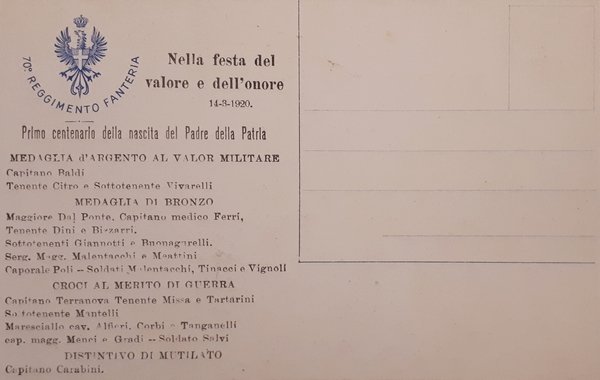 70º REGGIMENTO FANTERIA
Nella festa del
valore e dell'onore
14-3-1920.
Primo centenario della nascita del Padre della Patria
MEDAGLIA d'ARGENTO AL VALOR MILITARE
Capitano Baldi
Tenente Citro e Sottotenente Vivarelli
MEDAGLIA DI BRONZO
Maggiore Dal Ponte, Capitano medico Ferri,
Tenente Dini e Bizzarri.
Sottotenenti Giannotti e Buonagarelli.
Serg. Magg. Malentacchi e Meattini
Caporale Poli -- Soldati Malentacchi, Tinacci e Vignoli
CROCI AL MERITO DI GUERRA
Capitano Terranova Tenente Missa e Tartarini
Sottotenente Mantelli
Maresciallo cav. Alfieri, Corbi e Tanganelli
cap. magg. Menci e Gradi -- Soldato Salvi
DISTINTIVO DI MUTILATO
Capitano Carabini.